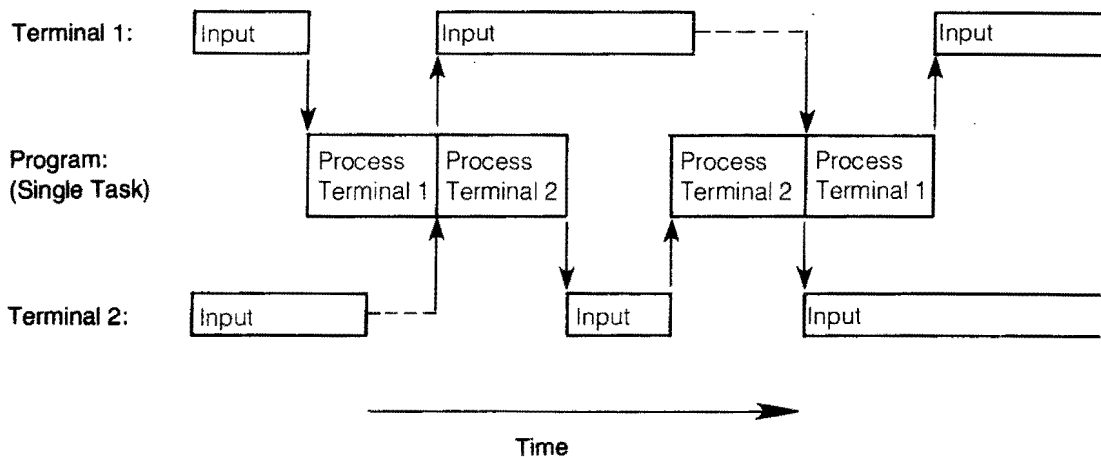 Terminal 1:
Input
Input
Input
Program:
(Single Task)
Process
Terminal 1
Process
Terminal 2
Process
Terminal 2
Process
Terminal 1
Terminal 2:
Input
Input
Input
Time